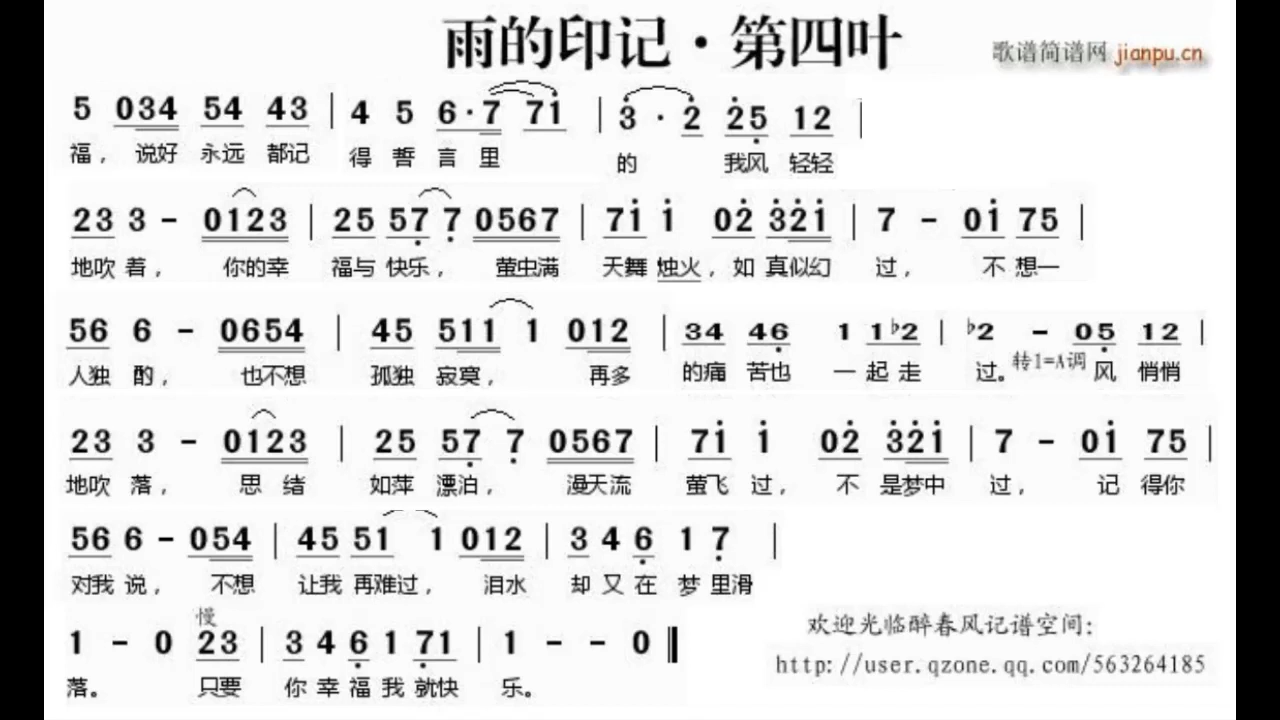 雨的印记·第四叶
歌谱简谱网 jianpu.cn
5 034 54 43 | 4 5 6·7 71 | 3 · 2 25 12 |
福， 说好 永远 都记 得 誓 言 里 的 我风 轻轻
23 3 - 0123 | 25 57 7 0567 | 71 1 02 321 | 7 - 01 75 |
地吹 着， 你的幸 福与 快乐， 萤虫满 天舞 烛火，如 真似幻 过， 不 想一
56 6 - 0654 | 45 511 1 012 | 34 46 1 1♭2 | ♭2 - 05 12 |
人独 酌， 也不想 孤独 寂寞， 再多 的痛 苦也 一 起 走 过。 转1=A调 风 悄悄
23 3 - 0123 | 25 57 7 0567 | 71 1 02 321 | 7 - 01 75 |
地吹 落， 思 绪 如萍 漂泊， 漫天流 萤飞 过， 不 是梦中 过， 记 得你
56 6 - 054 | 45 51 1 012 | 3 4 6 1 7 |
对我 说， 不想 让我 再难过， 泪水 却 又 在 梦 里滑
慢
1 - 0 23 | 3 4 6 1 71 | 1 - - 0
落。 只要 你 幸 福 我 就快 乐。
欢迎光临醉春风记谱空间：
http://user.qzone.qq.com/563264185